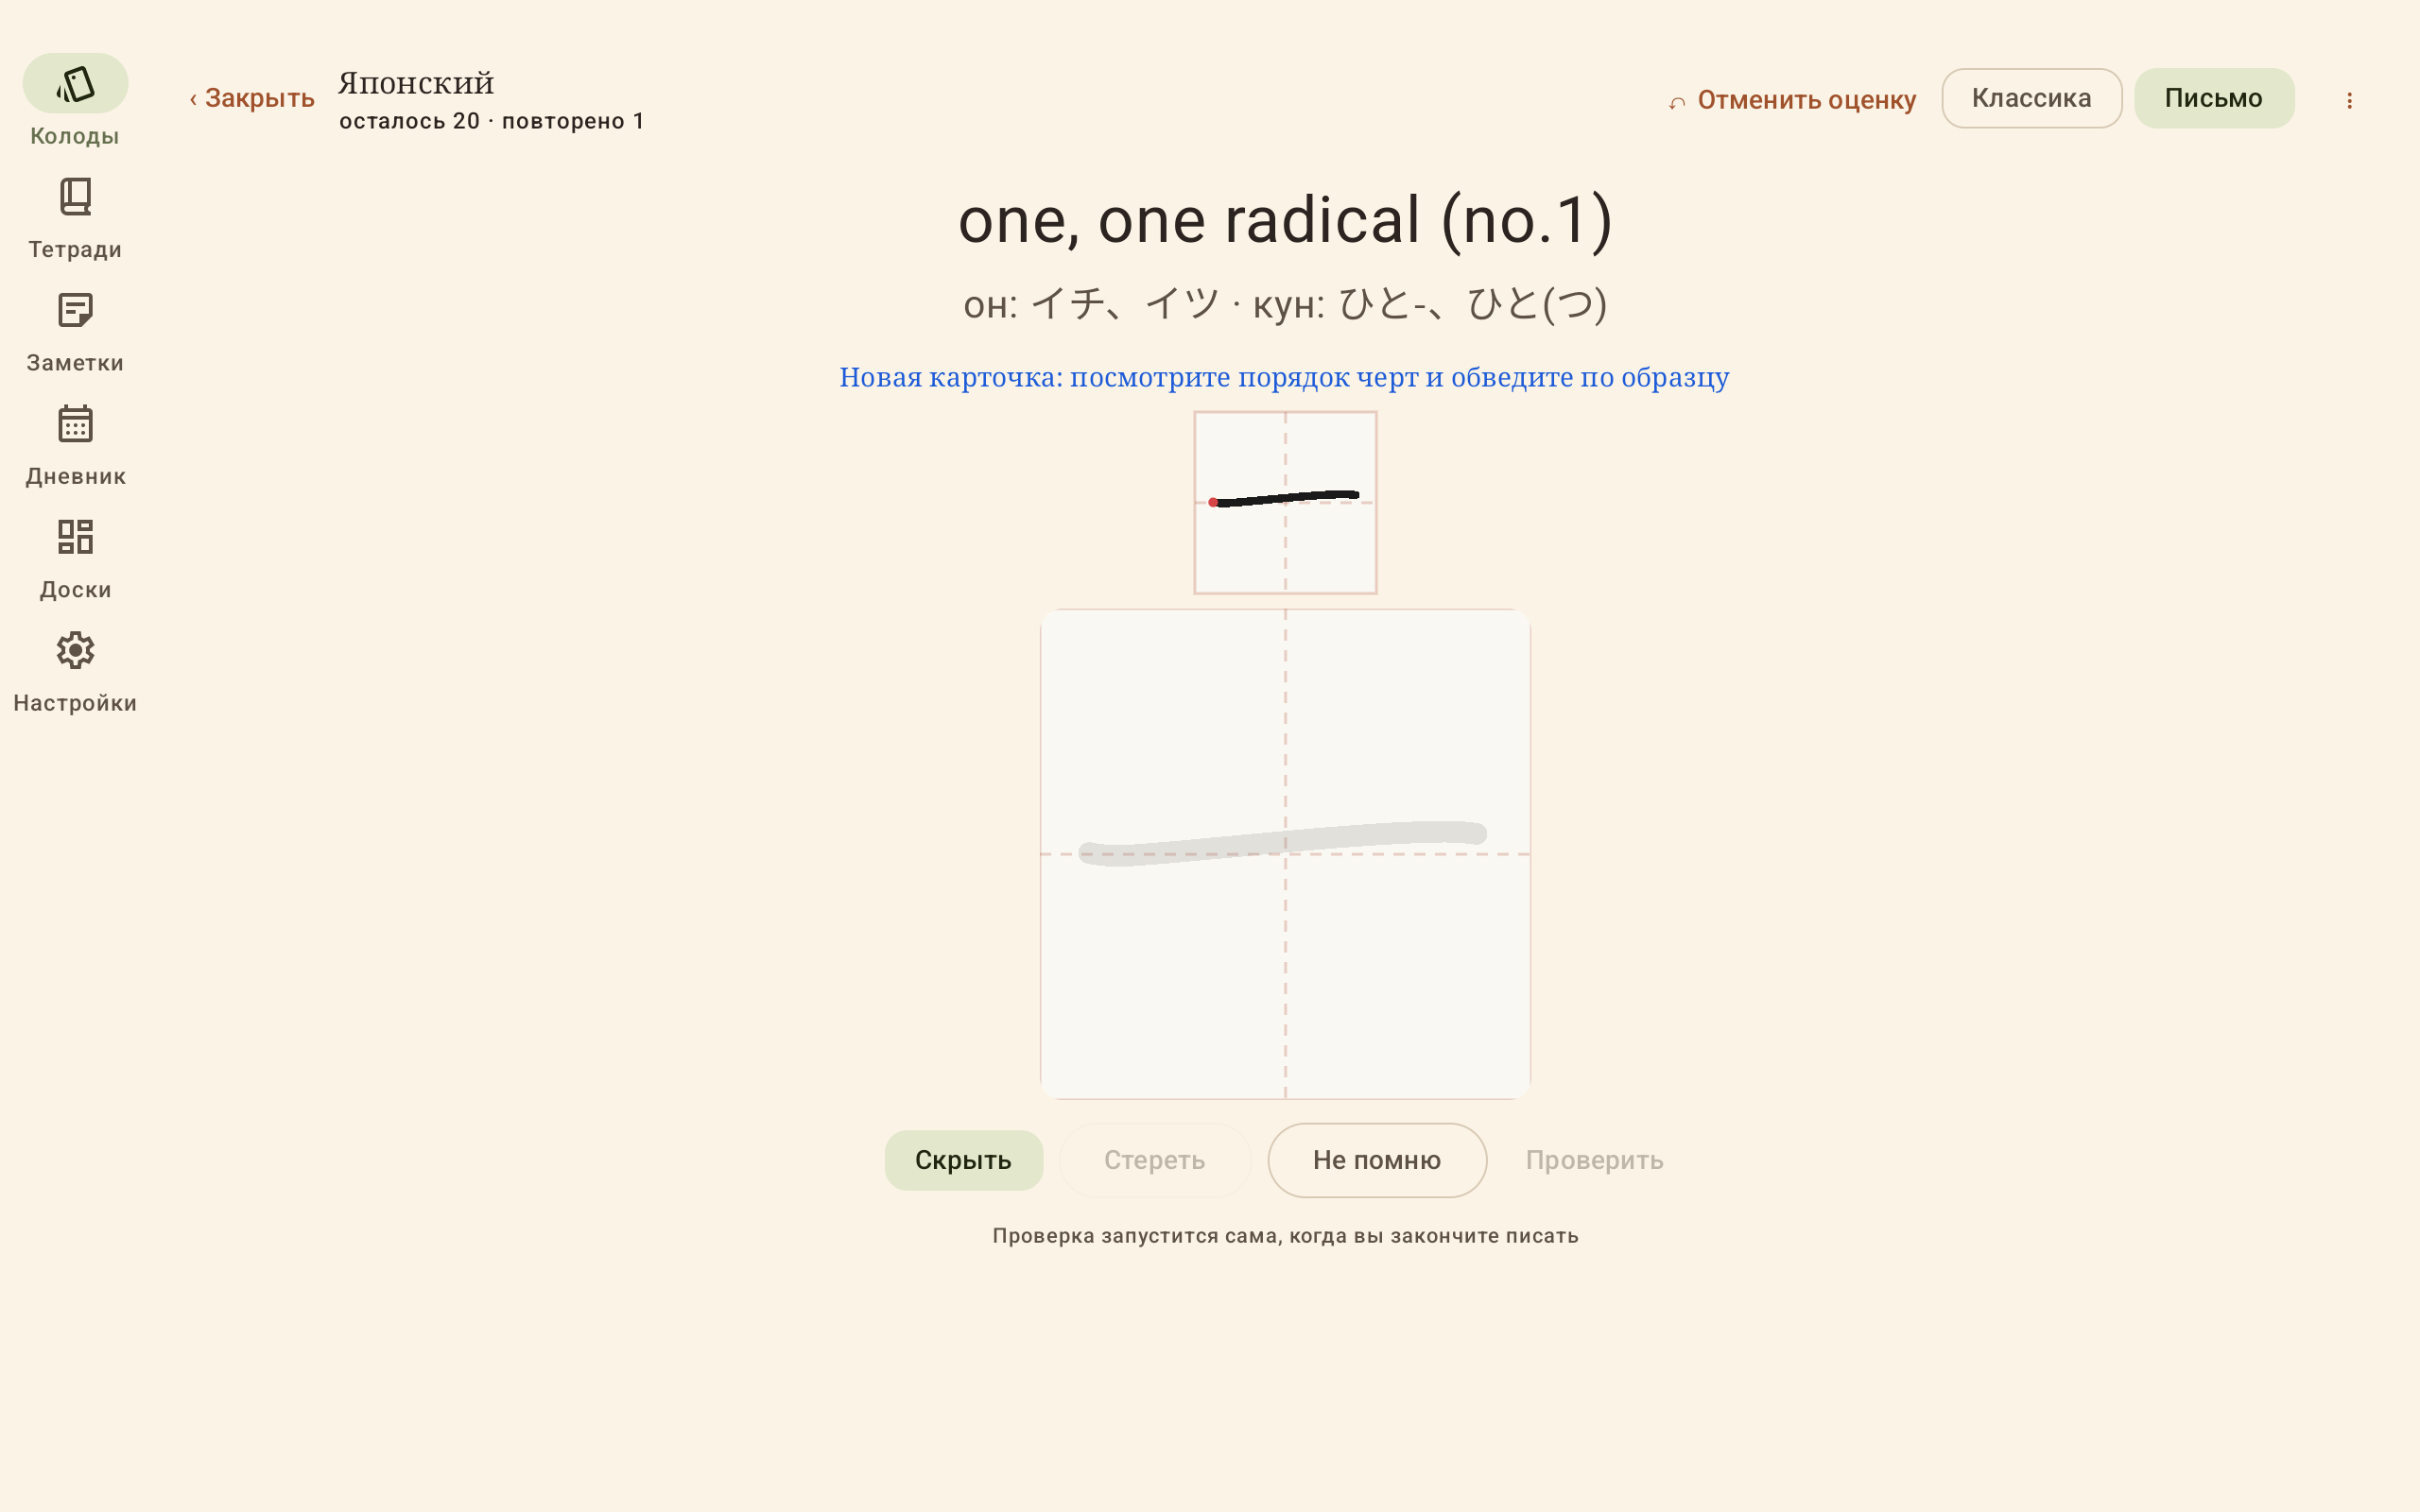 Колоды
Тетради
Заметки
Дневник
Доски
Настройки
‹ Закрыть
Японский
осталось 20 · повторено 1
Отменить оценку
Классика
Письмо
one, one radical (no.1)
он: イチ、イツ · кун: ひと-、ひと(つ)
Новая карточка: посмотрите порядок черт и обведите по образцу
Скрыть
Стереть
Не помню
Проверить
Проверка запустится сама, когда вы закончите писать